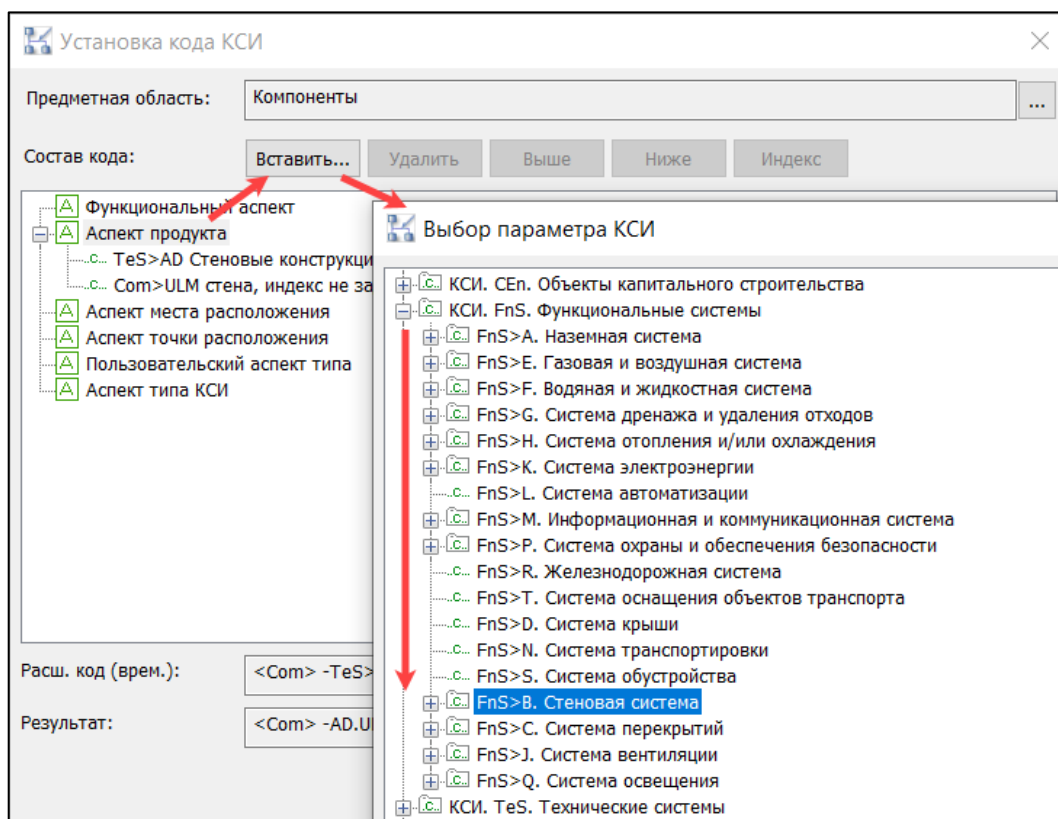 Установка кода КСИ
Предметная область: Компоненты ...
Состав кода: Вставить... Удалить Выше Ниже Индекс
Функциональный аспект
Аспект продукта
TeS>AD Стеновые конструкци
Com>ULM стена, индекс не за
Аспект места расположения
Аспект точки расположения
Пользовательский аспект типа
Аспект типа КСИ
Расш. код (врем.): <Com> -TeS>
Результат: <Com> -AD.UL
Выбор параметра КСИ
КСИ. CEn. Объекты капитального строительства
КСИ. FnS. Функциональные системы
FnS>A. Наземная система
FnS>E. Газовая и воздушная система
FnS>F. Водяная и жидкостная система
FnS>G. Система дренажа и удаления отходов
FnS>H. Система отопления и/или охлаждения
FnS>K. Система электроэнергии
FnS>L. Система автоматизации
FnS>M. Информационная и коммуникационная система
FnS>P. Система охраны и обеспечения безопасности
FnS>R. Железнодорожная система
FnS>T. Система оснащения объектов транспорта
FnS>D. Система крыши
FnS>N. Система транспортировки
FnS>S. Система обустройства
FnS>B. Стеновая система
FnS>C. Система перекрытий
FnS>J. Система вентиляции
FnS>Q. Система освещения
КСИ. TeS. Технические системы